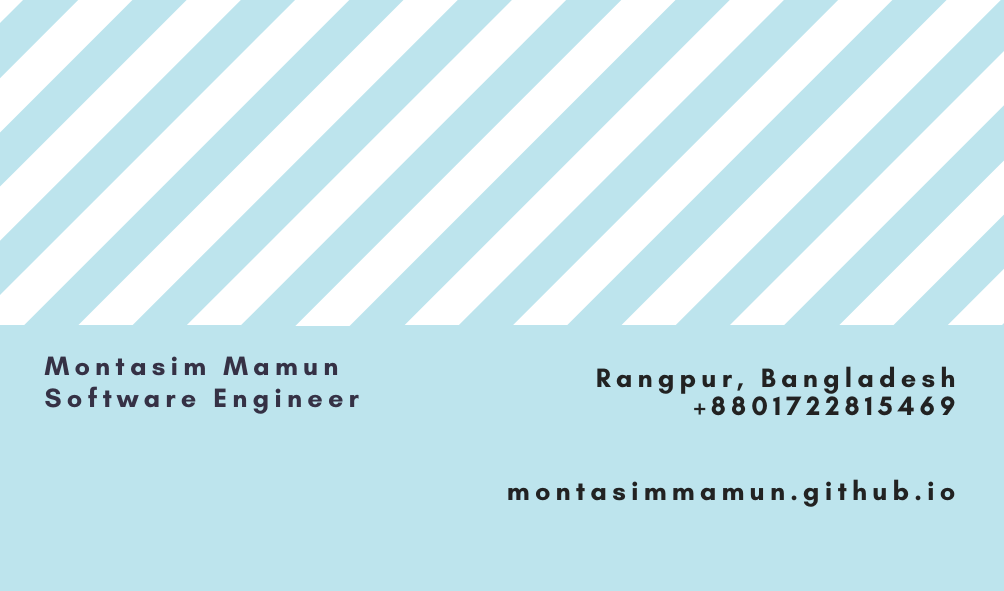 Montasim Mamun
Software Engineer
Rangpur, Bangladesh
+8801722815469
montasimmamun.github.io